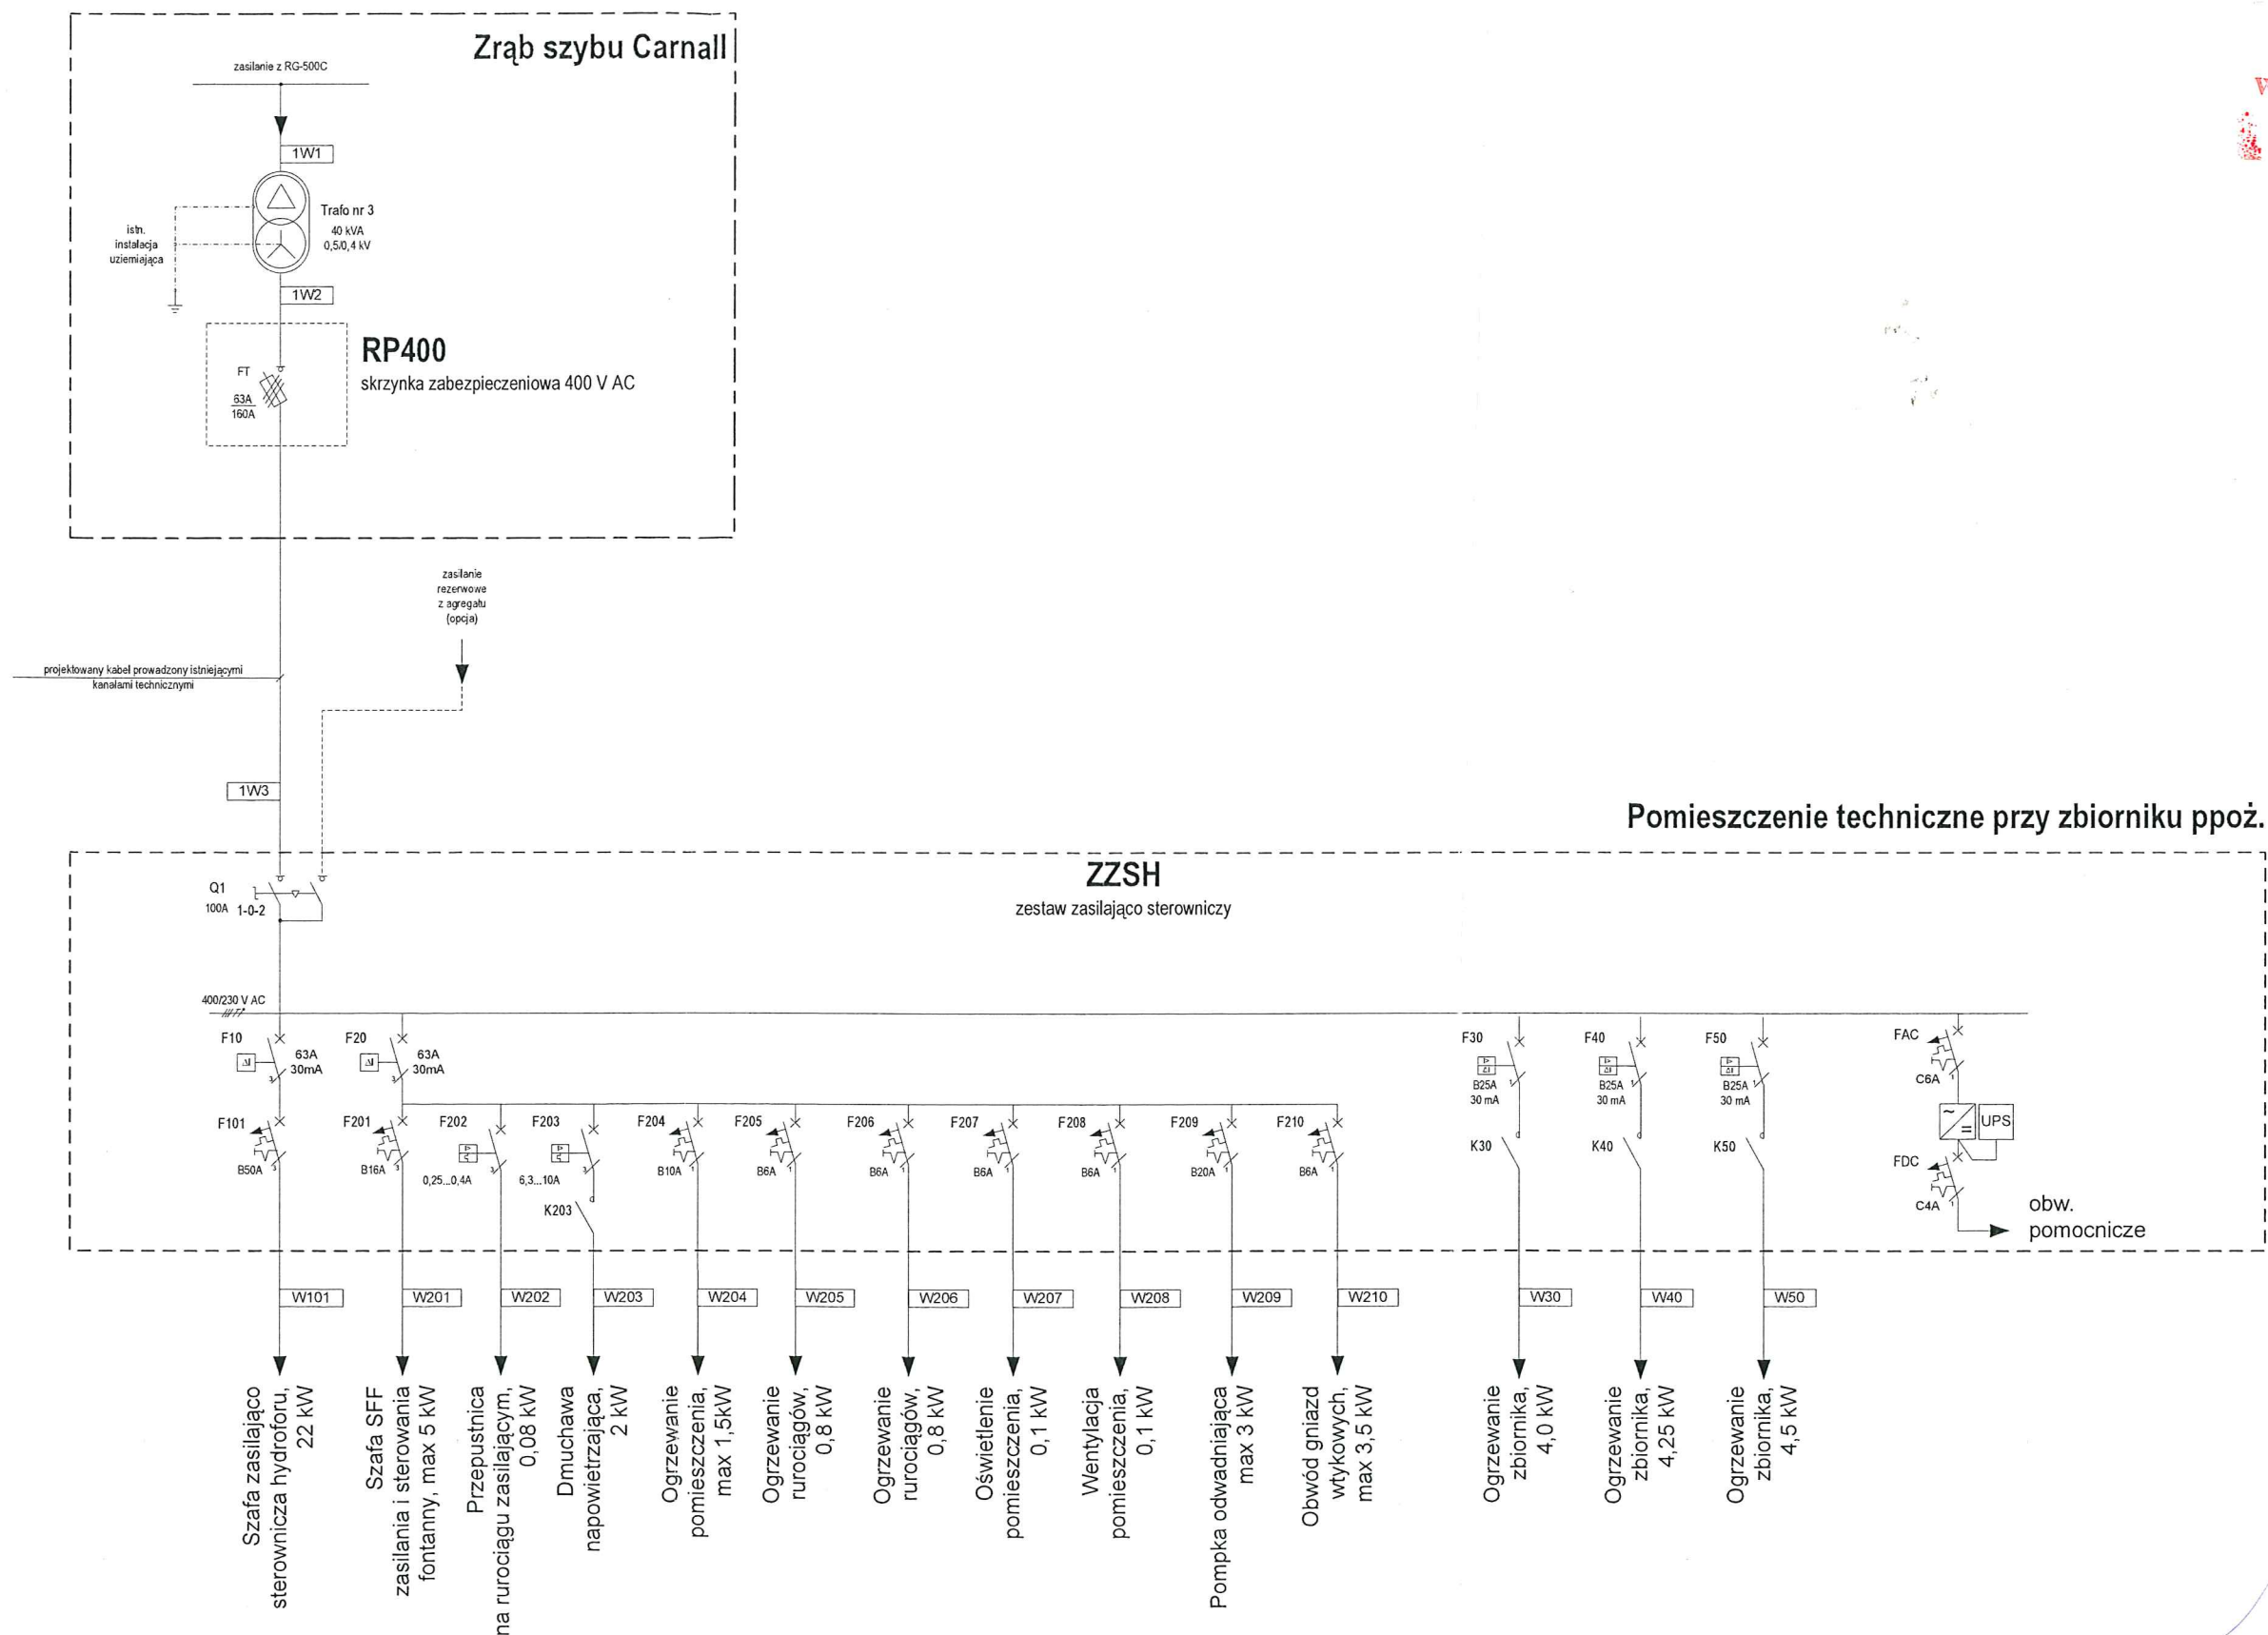 Zrąb szybu Carnall
zasilanie z RG-500C
1W1
Trafo nr 3
40 kVA
0,5/0,4 kV
istn.
instalacja
uziemiająca
1W2
RP400
skrzynka zabezpieczeniowa 400 V AC
FT
63A
160A
zasilanie
rezerwowe
z agregatu
(opcja)
projektowany kabel prowadzony istniejącymi
kanałami technicznymi
1W3
Pomieszczenie techniczne przy zbiorniku ppoż.
ZZSH
zestaw zasilająco sterowniczy
Q1
100A 1-0-2
400/230 V AC
F10
63A
30mA
F20
63A
30mA
F30
B25A
30 mA
F40
B25A
30 mA
F50
B25A
30 mA
FAC
C6A
UPS
FDC
C4A
obw.
pomocnicze
F101
B50A
F201
B16A
F202
0,25...0,4A
F203
6,3...10A
K203
F204
B10A
F205
B6A
F206
B6A
F207
B6A
F208
B6A
F209
B20A
F210
B6A
K30
K40
K50
W101
W201
W202
W203
W204
W205
W206
W207
W208
W209
W210
W30
W40
W50
Szafa zasilająco
sterownicza hydroforu,
22 kW
Szafa SFF
zasilania i sterowania
fontanny, max 5 kW
Przepustnica
na rurociągu zasilającym,
0,08 kW
Dmuchawa
napowietrzająca,
2 kW
Ogrzewanie
pomieszczenia,
max 1,5kW
Ogrzewanie
rurociągów,
0,8 kW
Ogrzewanie
rurociągów,
0,8 kW
Oświetlenie
pomieszczenia,
0,1 kW
Wentylacja
pomieszczenia,
0,1 kW
Pompka odwadniająca
max 3 kW
Obwód gniazd
wtykowych,
max 3,5 kW
Ogrzewanie
zbiornika,
4,0 kW
Ogrzewanie
zbiornika,
4,25 kW
Ogrzewanie
zbiornika,
4,5 kW